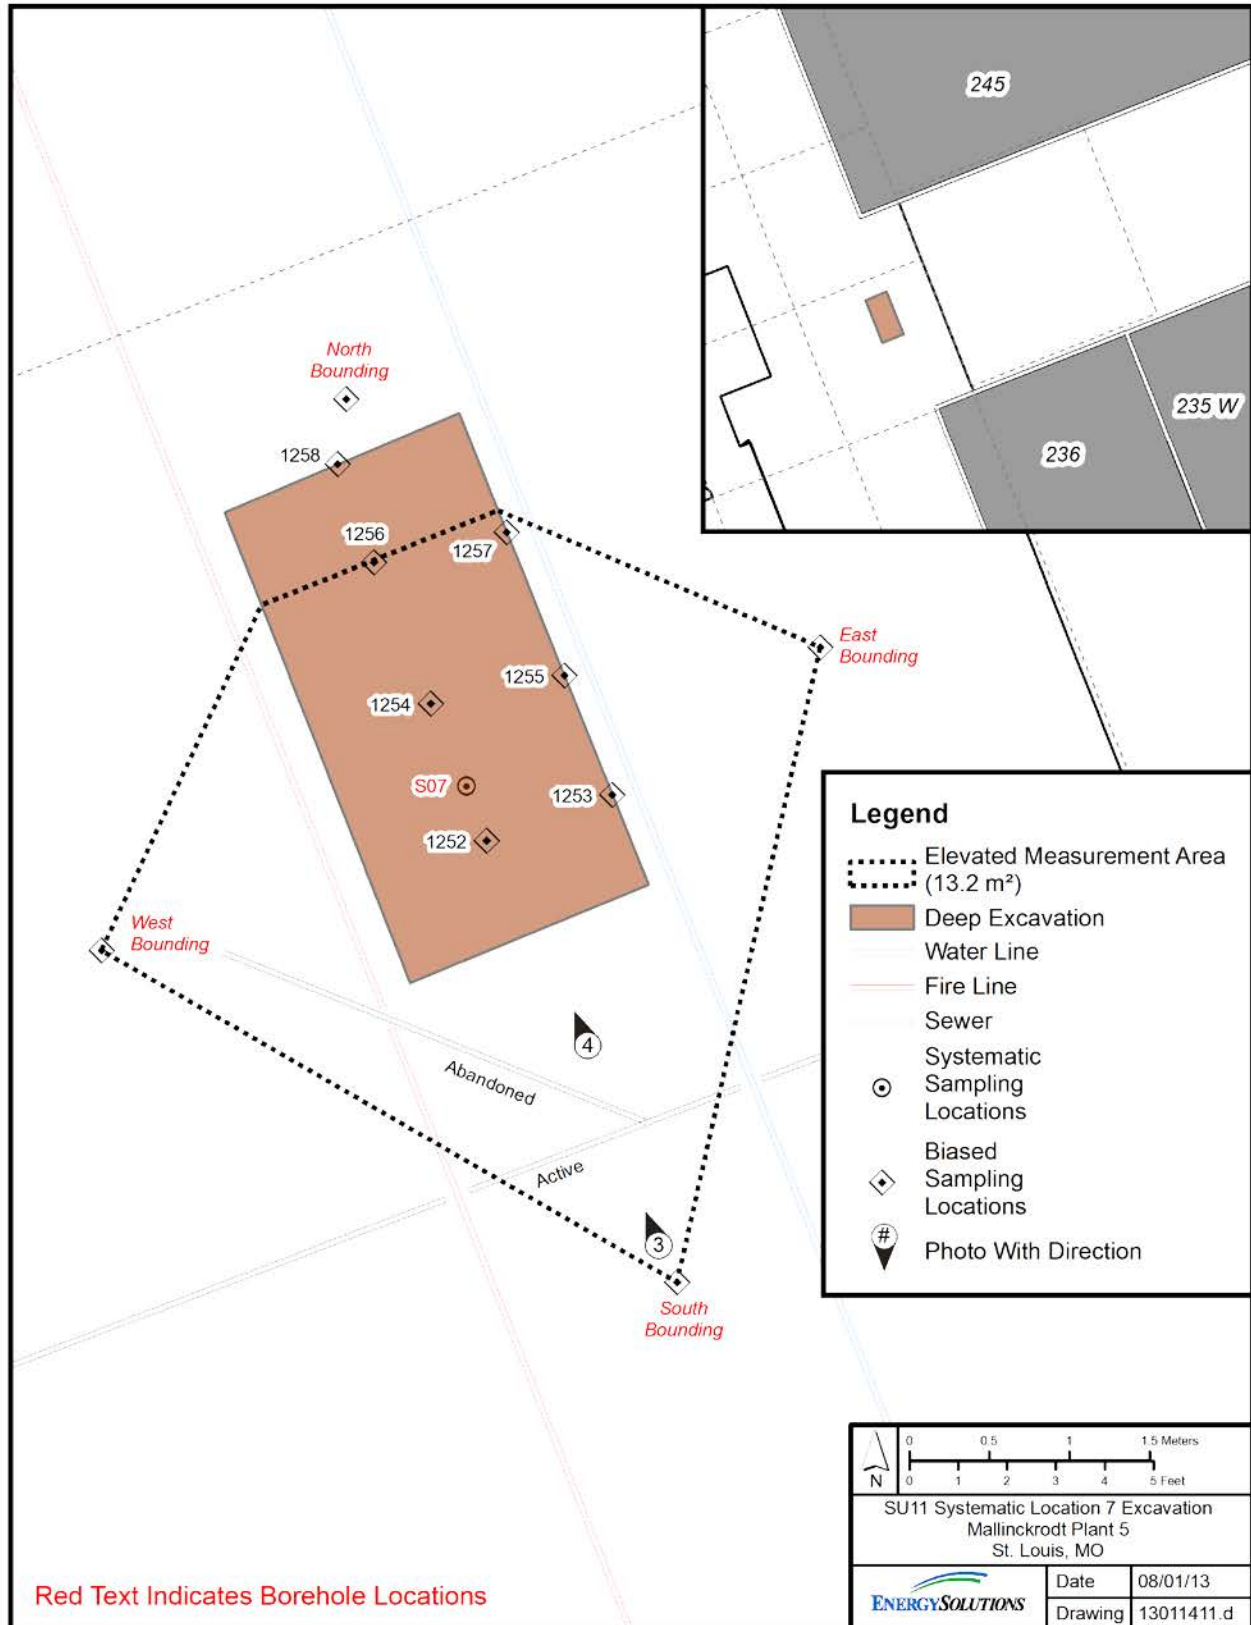 245
236
235 W
North
Bounding
1258
1256
1257
East
Bounding
1255
1254
S07
1253
1252
West
Bounding
4
Abandoned
Active
3
South
Bounding
Legend
Elevated Measurement Area
(13.2 m²)
Deep Excavation
Water Line
Fire Line
Sewer
Systematic
Sampling
Locations
Biased
Sampling
Locations
#
Photo With Direction
N
0 0.5 1 1.5 Meters
0 1 2 3 4 5 Feet
SU11 Systematic Location 7 Excavation
Mallinckrodt Plant 5
St. Louis, MO
ENERGYSOLUTIONS
Date 08/01/13
Drawing 13011411.d
Red Text Indicates Borehole Locations